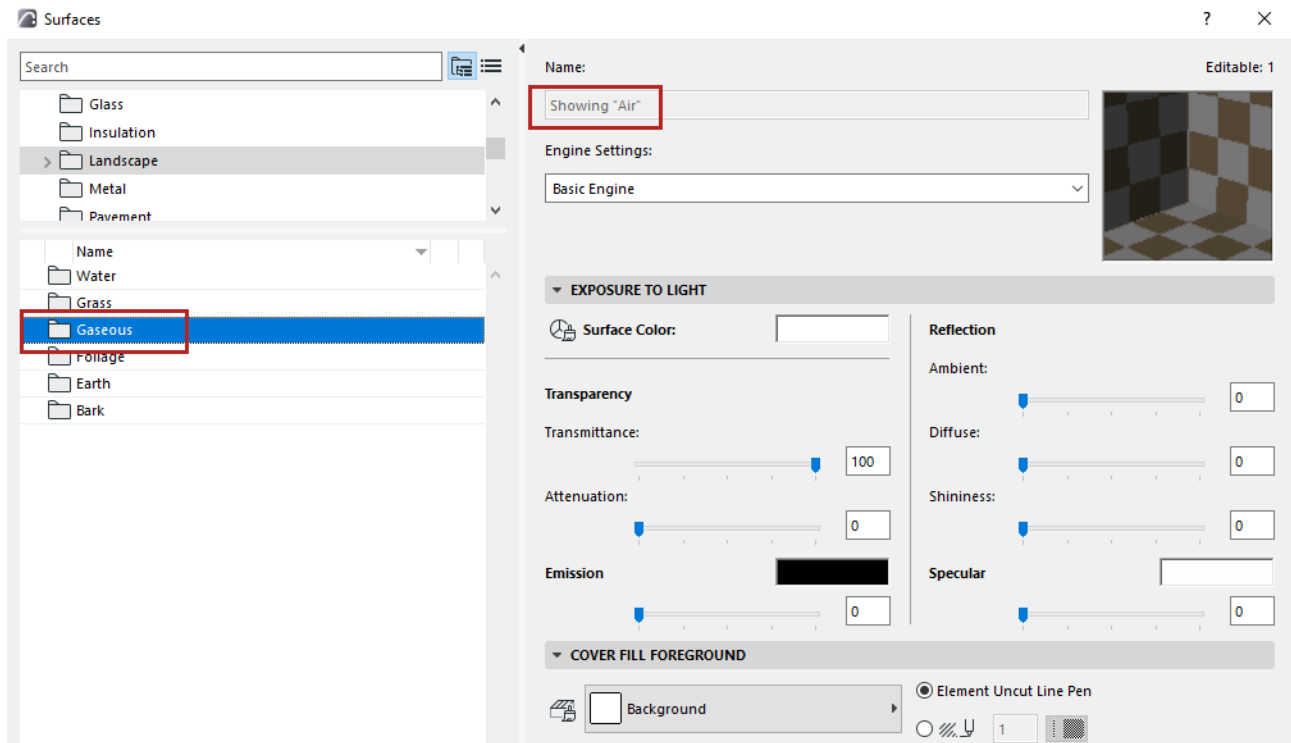 Surfaces ?
Search
Glass
Insulation
Landscape
Metal
Pavement
Name
Water
Grass
Gaseous
Foliage
Earth
Bark
Name: Editable: 1
Showing "Air"
Engine Settings:
Basic Engine
EXPOSURE TO LIGHT
Surface Color:
Transparency
Transmittance:
100
Attenuation:
0
Emission
0
Reflection
Ambient:
0
Diffuse:
0
Shininess:
0
Specular
0
COVER FILL FOREGROUND
Background
Element Uncut Line Pen
1